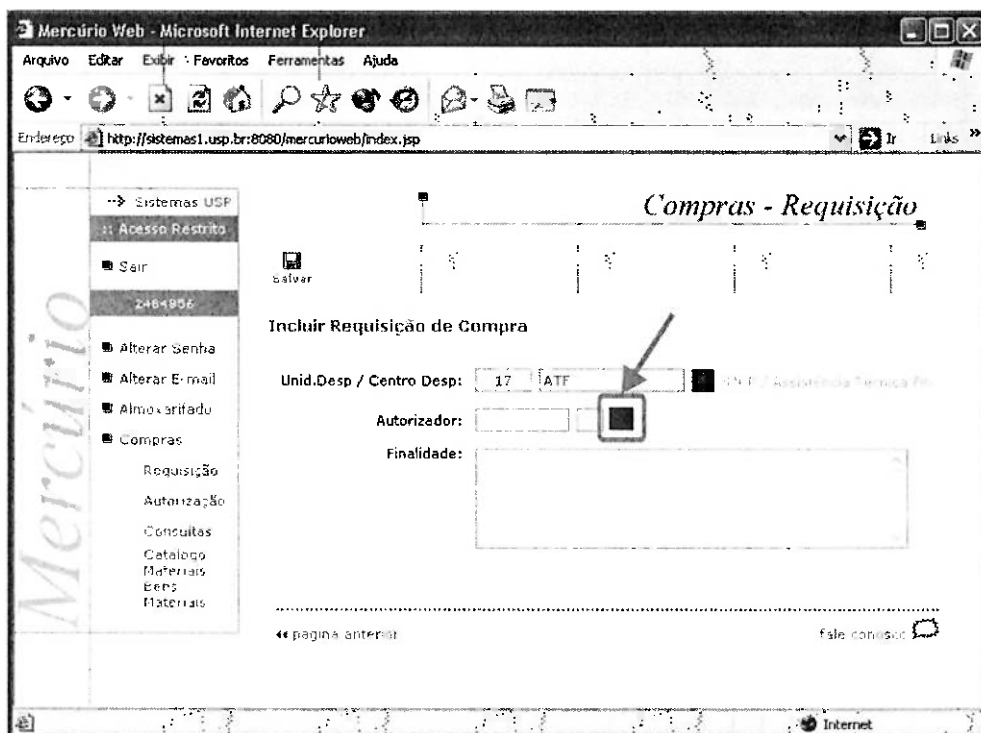 Mercúrio Web - Microsoft Internet Explorer
Arquivo Editar Exibir Favoritos Ferramentas Ajuda
Endereço http://sistemas1.usp.br:8080/mercurioweb/index.jsp Ir Links »
Mercúrio
--> Sistemas USP
:: Acesso Restrito
Sair
2484956
Alterar Senha
Alterar E-mail
Almoxarifado
Compras
Requisição
Autorização
Consultas
Catalogo
Materiais
Bens
Materiais
Compras - Requisição
Salvar
Incluir Requisição de Compra
Unid.Desp / Centro Desp: 17 ATF / Assistência Técnica
Autorizador:
Finalidade:
pagina anterior
fale conosco
Internet